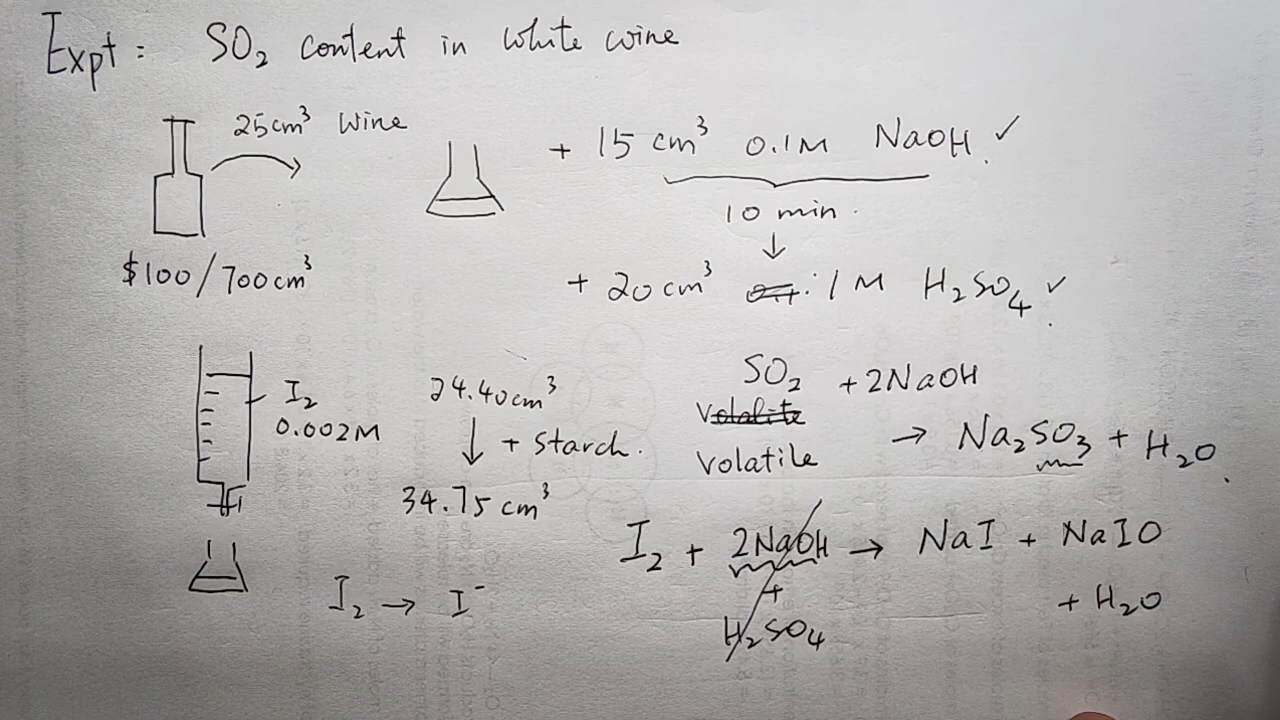 Expt: SO₂ content in white wine
25cm³ wine
+ 15 cm³ 0.1M NaOH. ✓
10 min.
↓
$100/700cm³
+ 20 cm³ 1M H₂SO₄ ✓.
I₂
0.002M
24.40cm³
↓ + starch.
34.75 cm³
I₂ → I⁻
SO₂ + 2NaOH
volatile
→ Na₂SO₃ + H₂O.
I₂ + 2NaOH → NaI + NaIO
+
H₂SO₄
+ H₂O